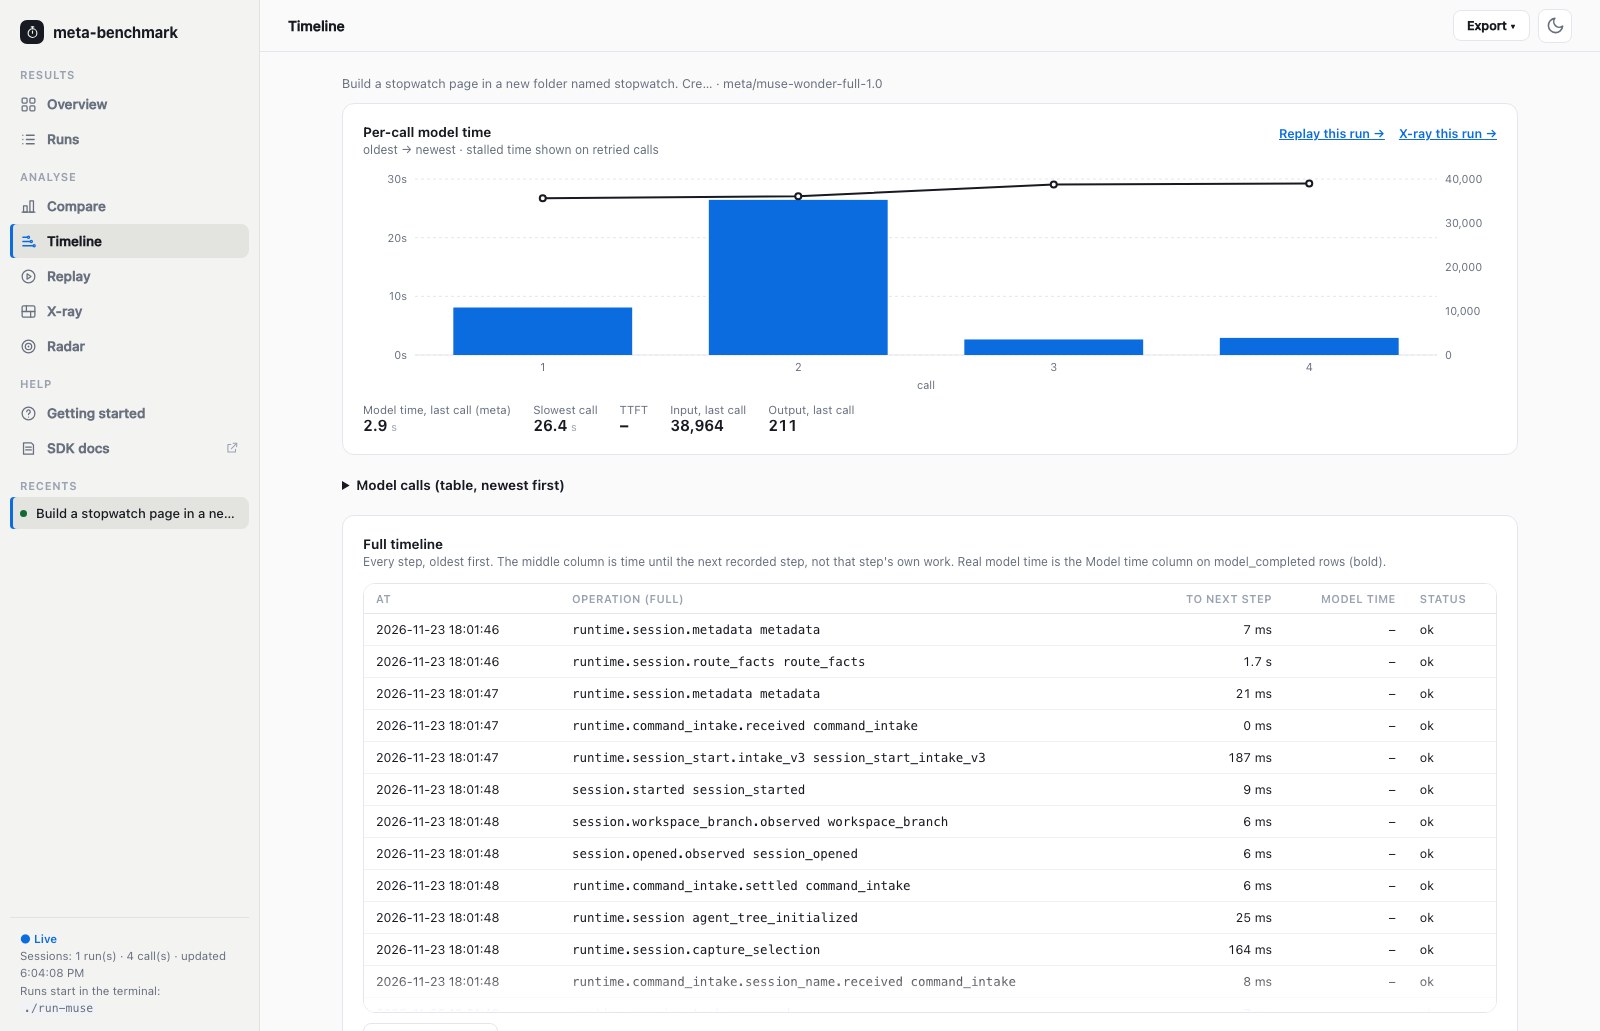 meta-benchmark
RESULTS
Overview
Runs
ANALYSE
Compare
Timeline
Replay
X-ray
Radar
HELP
Getting started
SDK docs
RECENTS
Build a stopwatch page in a ne...
Live
Sessions: 1 run(s) · 4 call(s) · updated
6:04:08 PM
Runs start in the terminal:
./run-muse
Timeline
Export ▾
Build a stopwatch page in a new folder named stopwatch. Cre... · meta/muse-wonder-full-1.0
Per-call model time
oldest → newest · stalled time shown on retried calls
Replay this run → X-ray this run →
30s
20s
10s
0s
40,000
30,000
20,000
10,000
0
1 2 3 4
call
Model time, last call (meta) Slowest call TTFT Input, last call Output, last call
2.9 s 26.4 s – 38,964 211
▶ Model calls (table, newest first)
Full timeline
Every step, oldest first. The middle column is time until the next recorded step, not that step's own work. Real model time is the Model time column on model_completed rows (bold).
AT OPERATION (FULL) TO NEXT STEP MODEL TIME STATUS
2026-11-23 18:01:46 runtime.session.metadata metadata 7 ms – ok
2026-11-23 18:01:46 runtime.session.route_facts route_facts 1.7 s – ok
2026-11-23 18:01:47 runtime.session.metadata metadata 21 ms – ok
2026-11-23 18:01:47 runtime.command_intake.received command_intake 0 ms – ok
2026-11-23 18:01:47 runtime.session_start.intake_v3 session_start_intake_v3 187 ms – ok
2026-11-23 18:01:48 session.started session_started 9 ms – ok
2026-11-23 18:01:48 session.workspace_branch.observed workspace_branch 6 ms – ok
2026-11-23 18:01:48 session.opened.observed session_opened 6 ms – ok
2026-11-23 18:01:48 runtime.command_intake.settled command_intake 6 ms – ok
2026-11-23 18:01:48 runtime.session agent_tree_initialized 25 ms – ok
2026-11-23 18:01:48 runtime.session.capture_selection 164 ms – ok
2026-11-23 18:01:48 runtime.command_intake.session_name.received command_intake 8 ms – ok